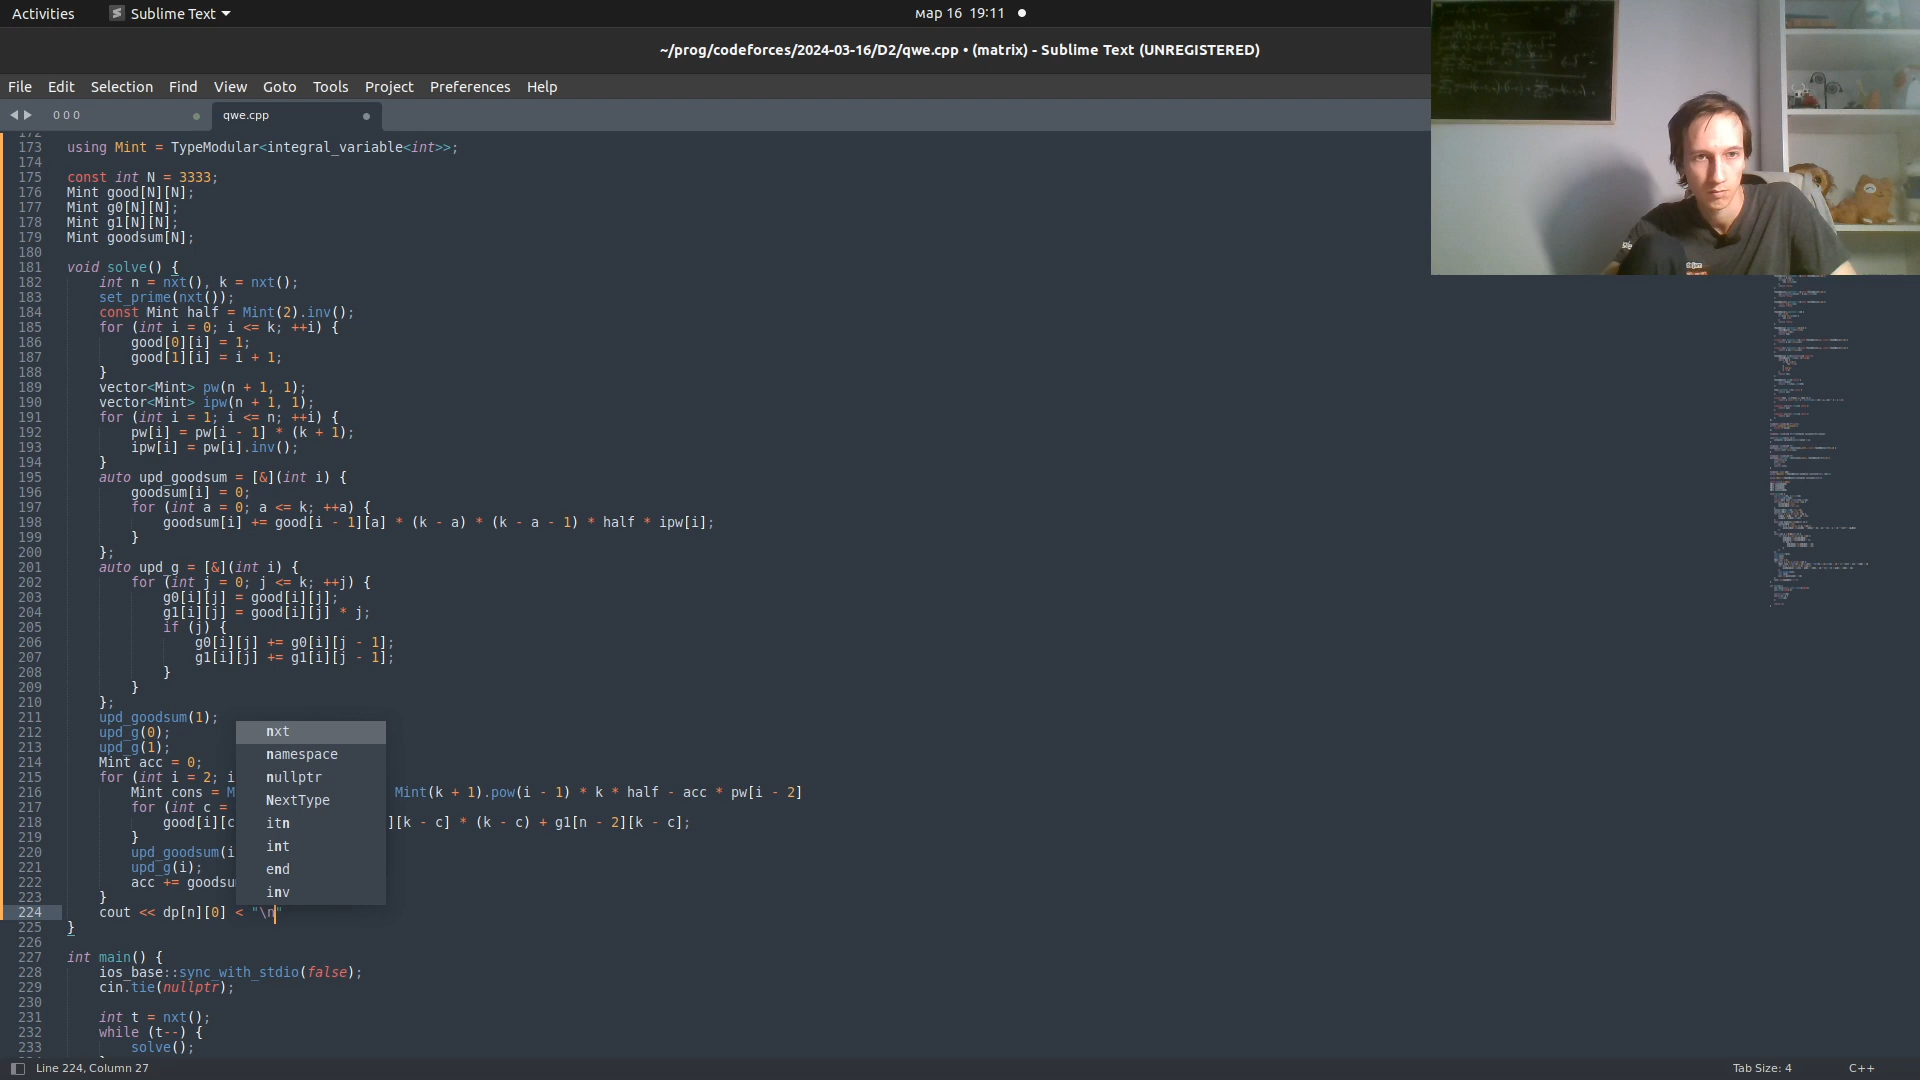 Activities
Sublime Text
мар 16 19:11
~/prog/codeforces/2024-03-16/D2/qwe.cpp • (matrix) - Sublime Text (UNREGISTERED)
File Edit Selection Find View Goto Tools Project Preferences Help
0 0 0
qwe.cpp
172
173 using Mint = TypeModular<integral_variable<int>>;
174
175 const int N = 3333;
176 Mint good[N][N];
177 Mint g0[N][N];
178 Mint g1[N][N];
179 Mint goodsum[N];
180
181 void solve() {
182 int n = nxt(), k = nxt();
183 set_prime(nxt());
184 const Mint half = Mint(2).inv();
185 for (int i = 0; i <= k; ++i) {
186 good[0][i] = 1;
187 good[1][i] = i + 1;
188 }
189 vector<Mint> pw(n + 1, 1);
190 vector<Mint> ipw(n + 1, 1);
191 for (int i = 1; i <= n; ++i) {
192 pw[i] = pw[i - 1] * (k + 1);
193 ipw[i] = pw[i].inv();
194 }
195 auto upd_goodsum = [&](int i) {
196 goodsum[i] = 0;
197 for (int a = 0; a <= k; ++a) {
198 goodsum[i] += good[i - 1][a] * (k - a) * (k - a - 1) * half * ipw[i];
199 }
200 };
201 auto upd_g = [&](int i) {
202 for (int j = 0; j <= k; ++j) {
203 g0[i][j] = good[i][j];
204 g1[i][j] = good[i][j] * j;
205 if (j) {
206 g0[i][j] += g0[i][j - 1];
207 g1[i][j] += g1[i][j - 1];
208 }
209 }
210 };
211 upd_goodsum(1);
212 upd_g(0);
213 upd_g(1);
214 Mint acc = 0;
215 for (int i = 2; i
216 Mint cons = M Mint(k + 1).pow(i - 1) * k * half - acc * pw[i - 2]
217 for (int c =
218 good[i][c ][k - c] * (k - c) + g1[n - 2][k - c];
219 }
220 upd_goodsum(i
221 upd_g(i);
222 acc += goodsu
223 }
224 cout << dp[n][0] < "\n"
225 }
226
227 int main() {
228 ios_base::sync_with_stdio(false);
229 cin.tie(nullptr);
230
231 int t = nxt();
232 while (t--) {
233 solve();
nxt
namespace
nullptr
NextType
itn
int
end
inv
Line 224, Column 27
Tab Size: 4
C++